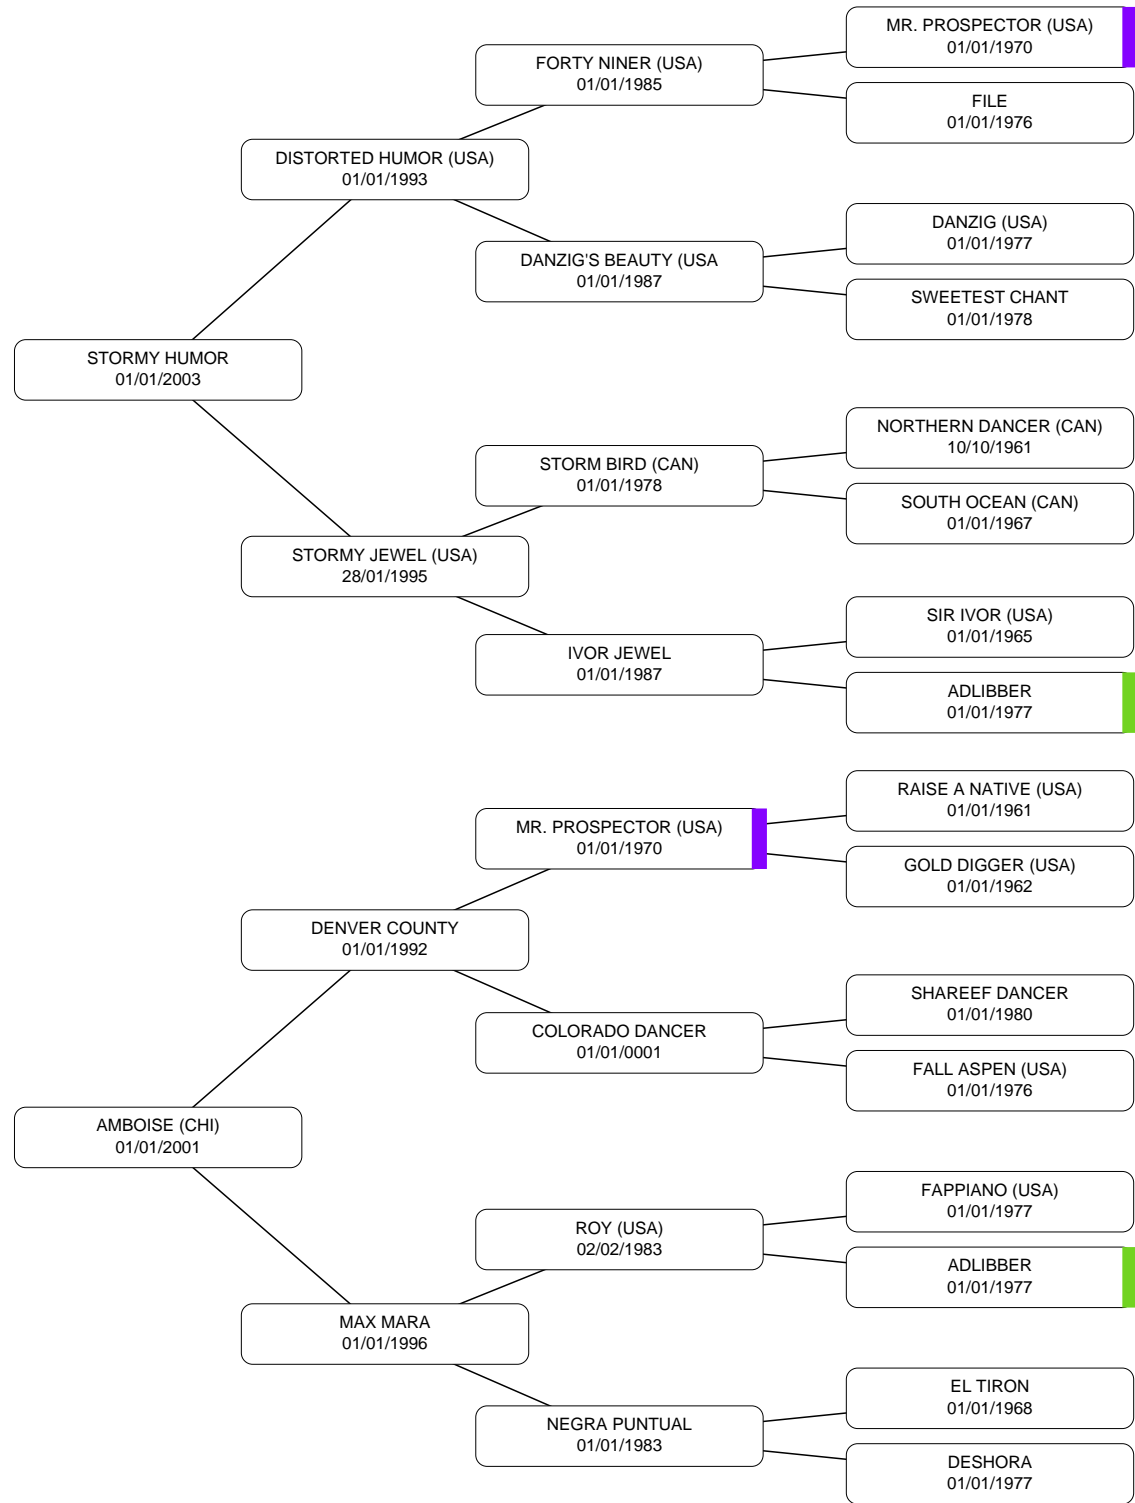 MR. PROSPECTOR (USA)
01/01/1970
FORTY NINER (USA)
01/01/1985
FILE
01/01/1976
DISTORTED HUMOR (USA)
01/01/1993
DANZIG (USA)
01/01/1977
DANZIG'S BEAUTY (USA
01/01/1987
SWEETEST CHANT
01/01/1978
STORMY HUMOR
01/01/2003
NORTHERN DANCER (CAN)
10/10/1961
STORM BIRD (CAN)
01/01/1978
SOUTH OCEAN (CAN)
01/01/1967
STORMY JEWEL (USA)
28/01/1995
SIR IVOR (USA)
01/01/1965
IVOR JEWEL
01/01/1987
ADLIBBER
01/01/1977
RAISE A NATIVE (USA)
01/01/1961
MR. PROSPECTOR (USA)
01/01/1970
GOLD DIGGER (USA)
01/01/1962
DENVER COUNTY
01/01/1992
SHAREEF DANCER
01/01/1980
COLORADO DANCER
01/01/0001
FALL ASPEN (USA)
01/01/1976
AMBOISE (CHI)
01/01/2001
FAPPIANO (USA)
01/01/1977
ROY (USA)
02/02/1983
ADLIBBER
01/01/1977
MAX MARA
01/01/1996
EL TIRON
01/01/1968
NEGRA PUNTUAL
01/01/1983
DESHORA
01/01/1977